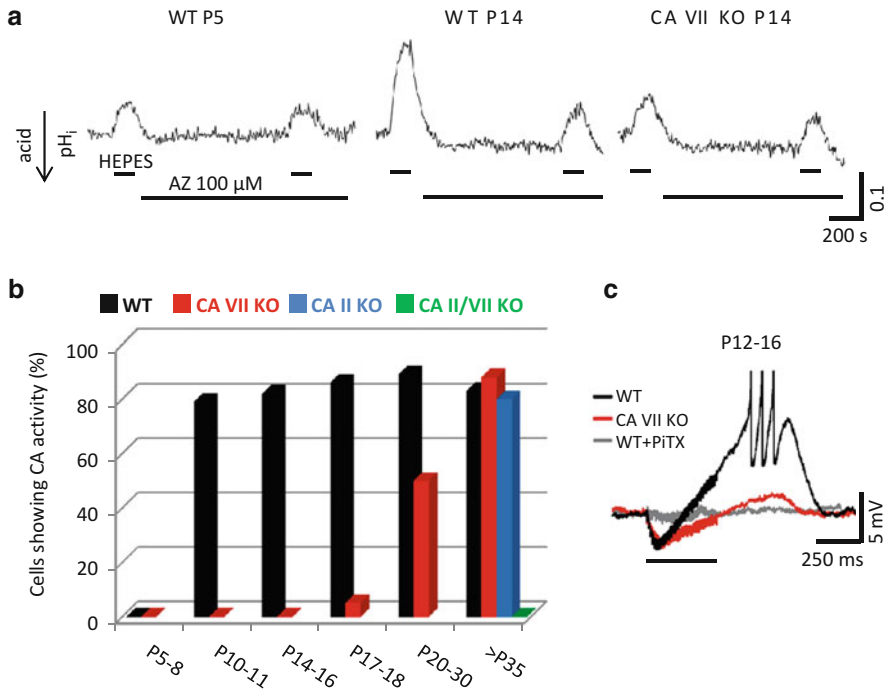 a
WT P5
WT P14
CA VII KO P14
acid
pHi
HEPES
AZ 100 µM
0.1
200 s
b
WT
CA VII KO
CA II KO
CA II/VII KO
Cells showing CA activity (%)
100
80
60
40
20
0
P5-8
P10-11
P14-16
P17-18
P20-30
>P35
c
P12-16
WT
CA VII KO
WT+PiTX
5 mV
250 ms